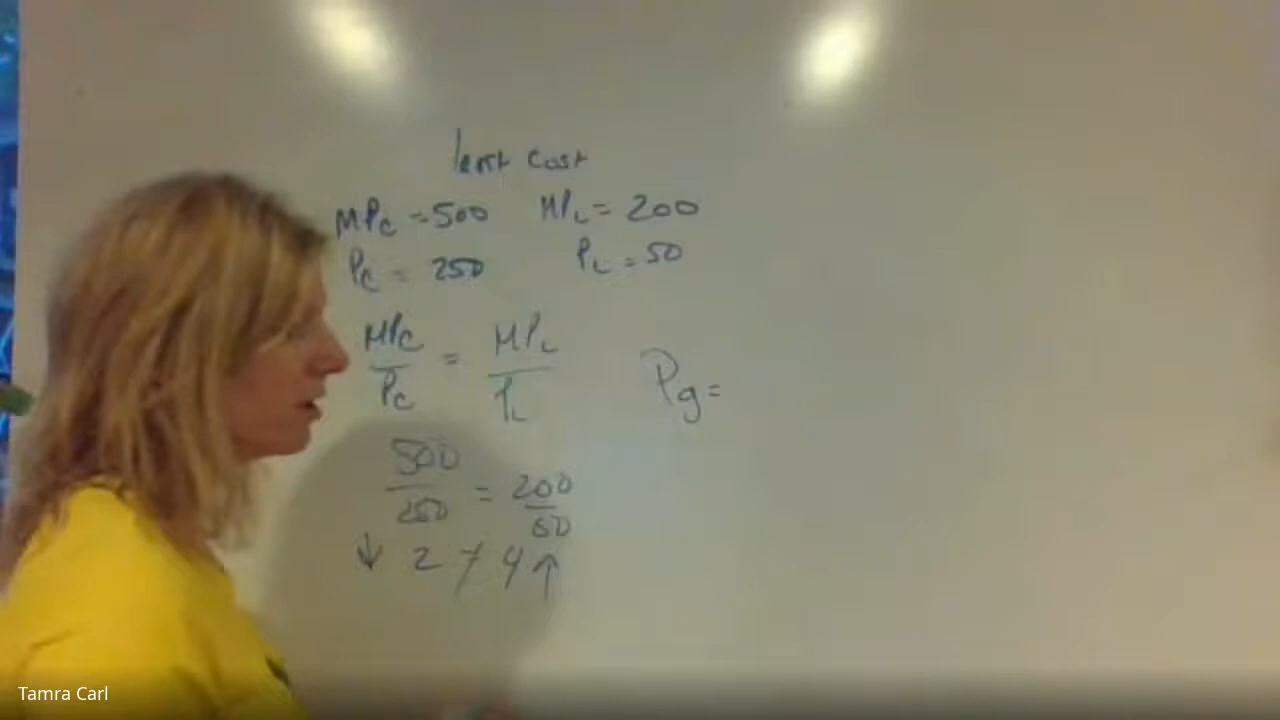 least cost
MPC = 500 MPL = 200
PC = 250 PL = 50
MPC = MPL
PC PL
Pg =
500 = 200
250 50
↓ 2 ≠ 4 ↑
Tamra Carl